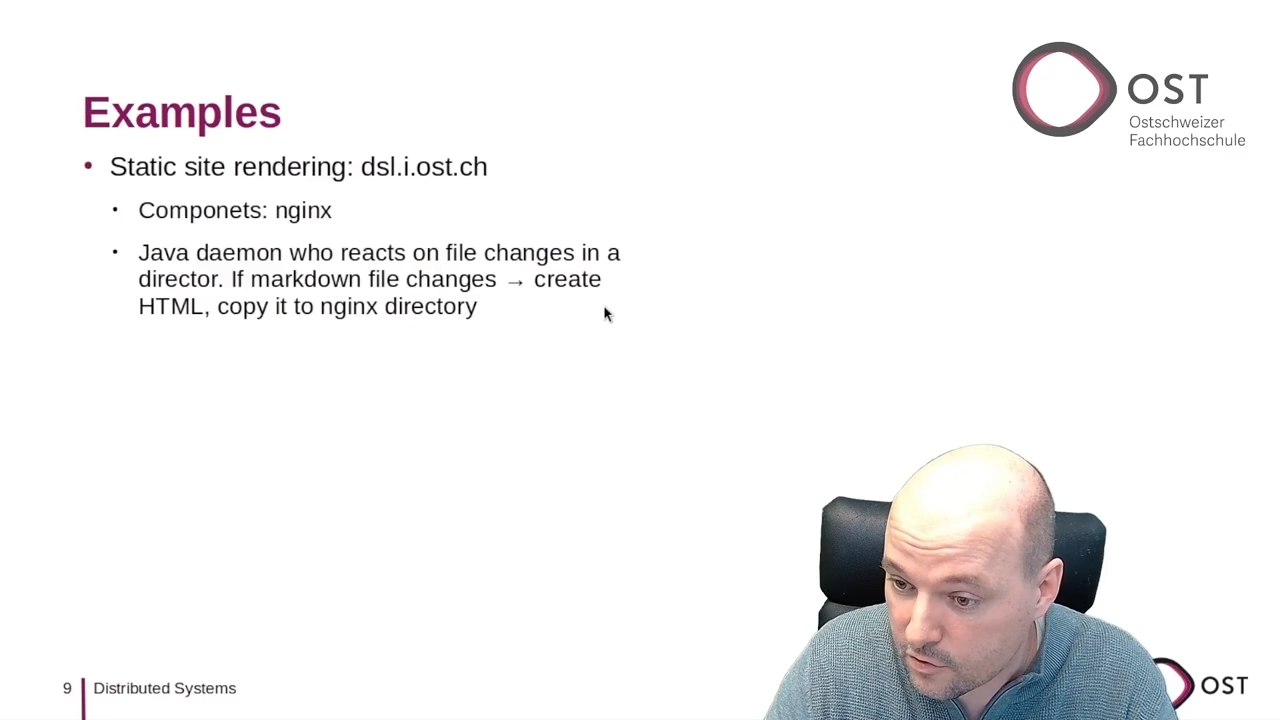 OST
Ostschweizer
Fachhochschule
Examples
• Static site rendering: dsl.i.ost.ch
• Componets: nginx
• Java daemon who reacts on file changes in a
director. If markdown file changes → create
HTML, copy it to nginx directory
9 Distributed Systems
OST